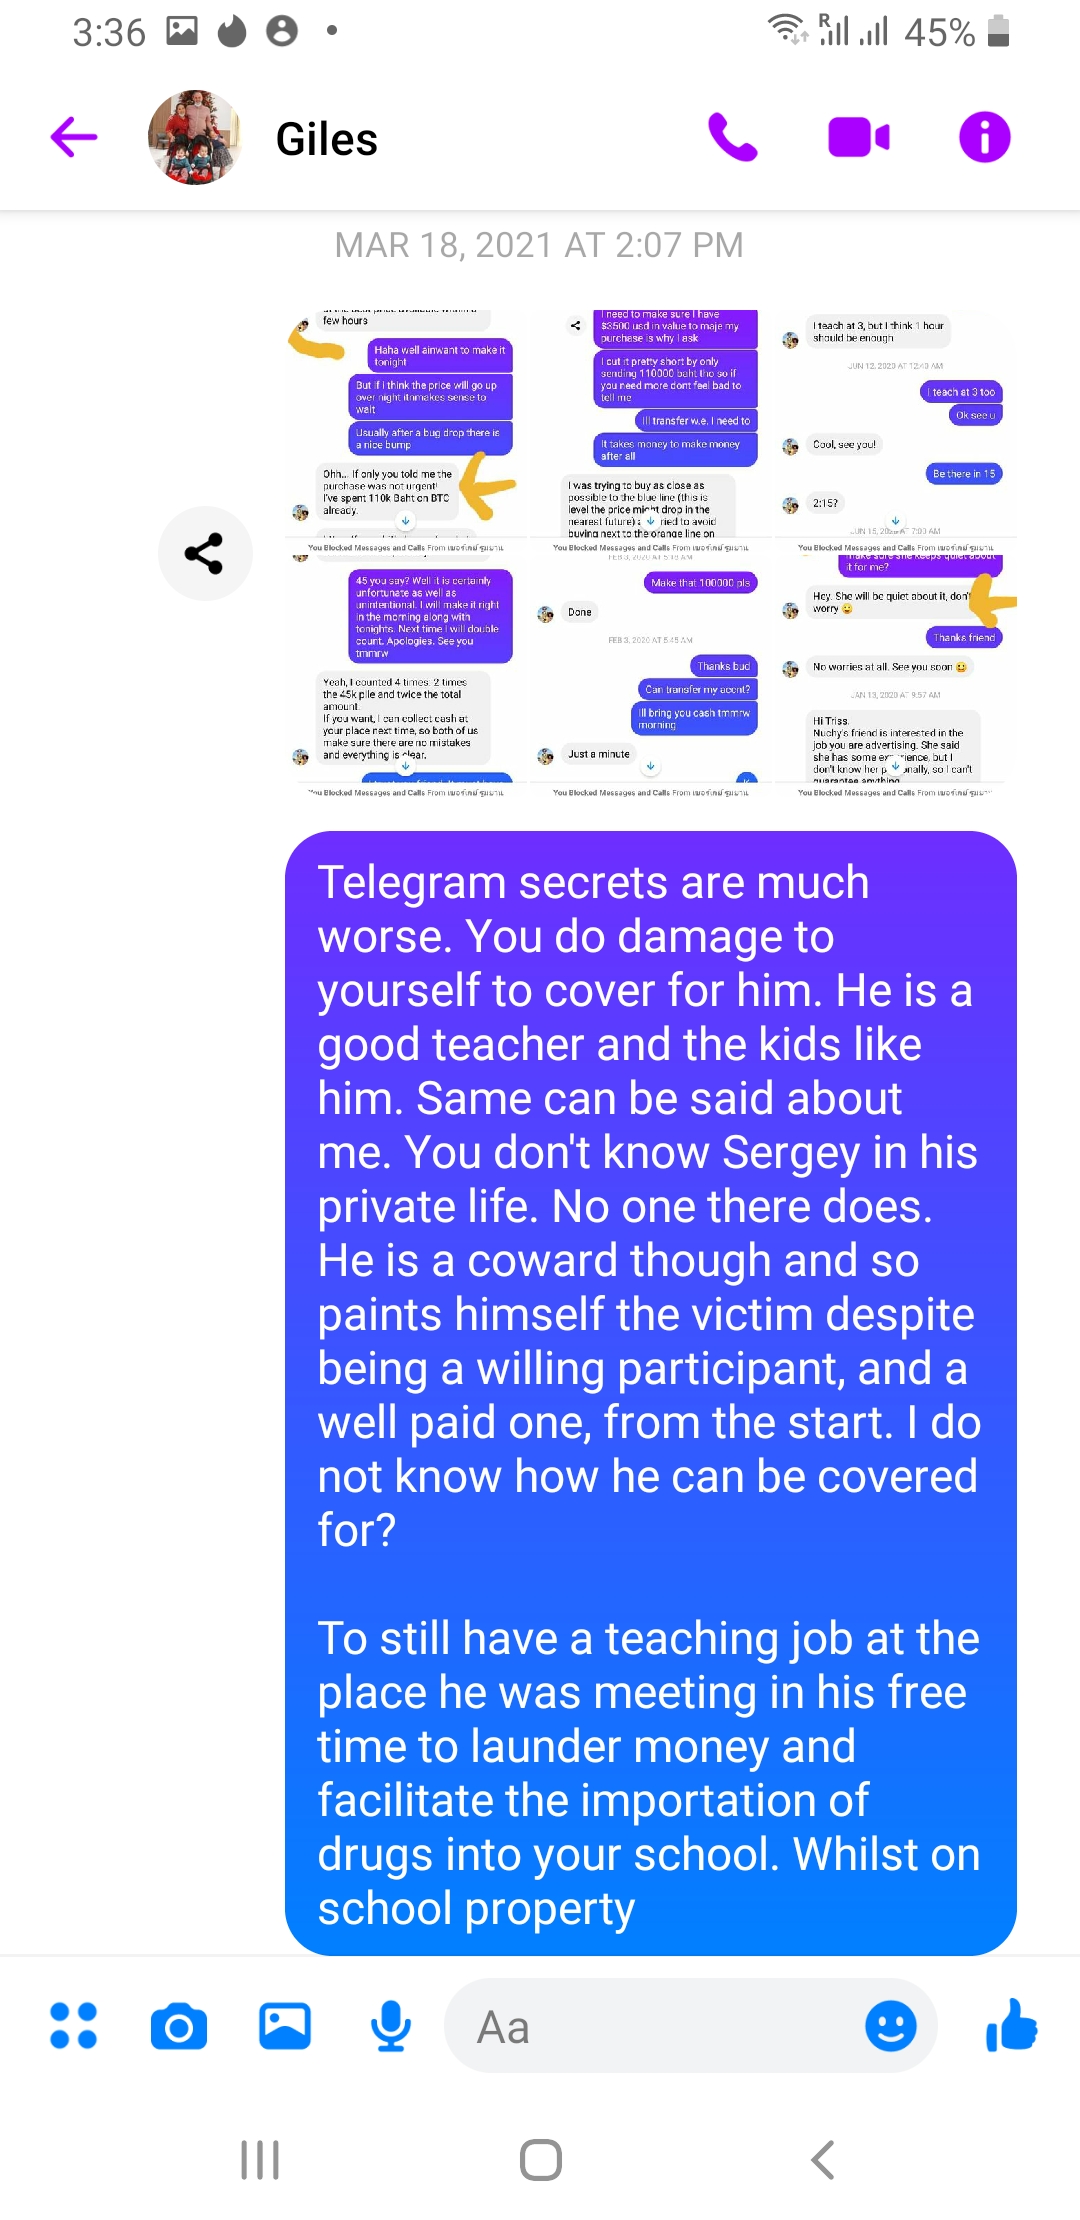 3:36
R
45%
Giles
MAR 18, 2021 AT 2:07 PM
few hours
Haha well ainwant to make it
tonight
But if i think the price will go up
over night itnmakes sense to
wait
Usually after a bug drop there is
a nice bump
Ohh... If only you told me the
purchase was not urgent!
I've spent 110k Baht on BTC
already.
You Blocked Messages and Calls From เมอร์เทย์ รูมมาน
I need to make sure I have
$3500 usd in value to maje my
purchase is why I ask
I cut it pretty short by only
sending 110000 baht tho so if
you need more dont feel bad to
tell me
Ill transfer w.e. I need to
It takes money to make money
after all
I was trying to buy as close as
possible to the blue line (this is
level the price might drop in the
nearest future) ried to avoid
buying next to the orange line on
You Blocked Messages and Calls From
I teach at 3, but I think 1 hour
should be enough
JUN 12, 2020 AT 12:40 AM
I teach at 3 too
Ok see u
Cool, see you!
Be there in 15
2:15?
JUN 15, 2020 AT 7:00 AM
You Blocked Messages and Calls From
45 you say? Well it is certainly
unfortunate as well as
unintentional. I will make it right
in the morning along with
tonights. Next time I will double
count. Apologies. See you
tmmrw
Yeah, I counted 4 times: 2 times
the 45k pile and twice the total
amount.
If you want, I can collect cash at
your place next time, so both of us
make sure there are no mistakes
and everything is clear.
You Blocked Messages and Calls From
FEB 3, 2020 AT 5:18 AM
Make that 100000 pls
Done
FEB 3, 2020 AT 5:45 AM
Thanks bud
Can transfer my accnt?
Ill bring you cash tmmrw
morning
Just a minute
You Blocked Messages and Calls From
make sure she keeps quiet about
it for me?
Hey. She will be quiet about it, don't
worry
Thanks friend
No worries at all. See you soon
JAN 13, 2020 AT 9:57 AM
Hi Triss.
Nuchy's friend is interested in the
job you are advertising. She said
she has some experience, but I
don't know her personally, so I can't
guarantee anything
You Blocked Messages and Calls From
Telegram secrets are much
worse. You do damage to
yourself to cover for him. He is a
good teacher and the kids like
him. Same can be said about
me. You don't know Sergey in his
private life. No one there does.
He is a coward though and so
paints himself the victim despite
being a willing participant, and a
well paid one, from the start. I do
not know how he can be covered
for?
To still have a teaching job at the
place he was meeting in his free
time to launder money and
facilitate the importation of
drugs into your school. Whilst on
school property
Aa